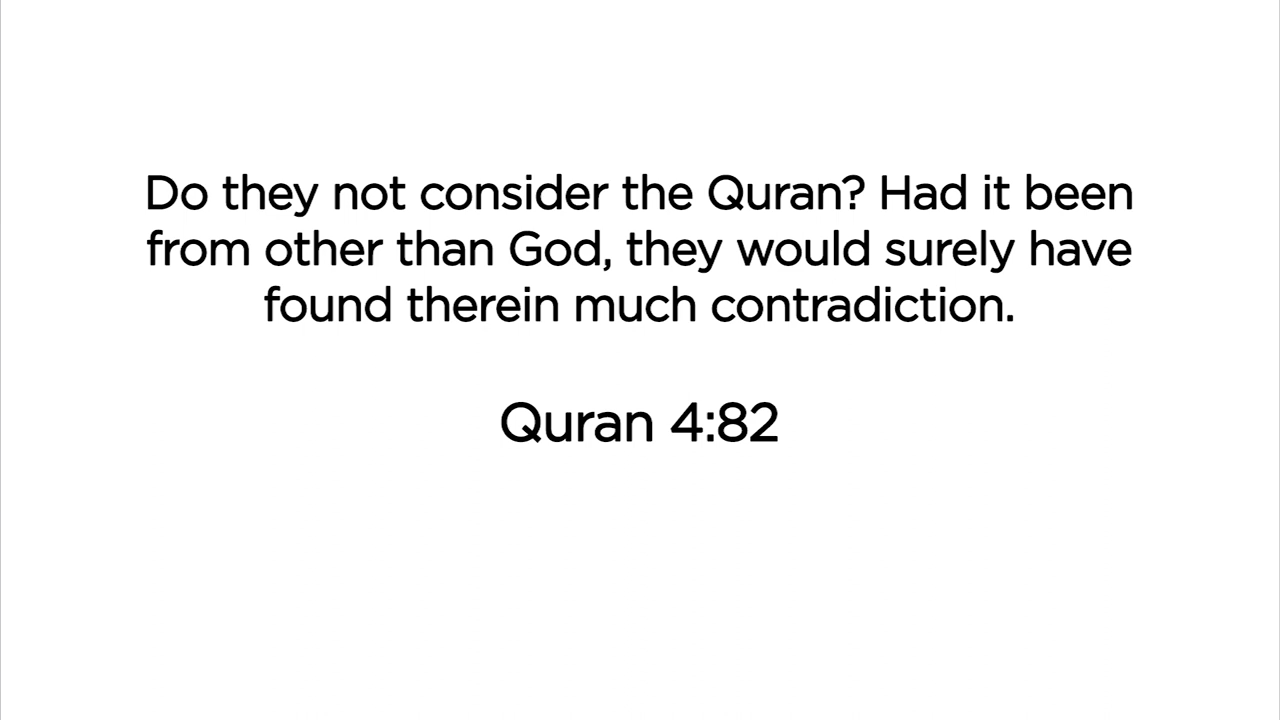 Do they not consider the Quran? Had it been
from other than God, they would surely have
found therein much contradiction.
Quran 4:82